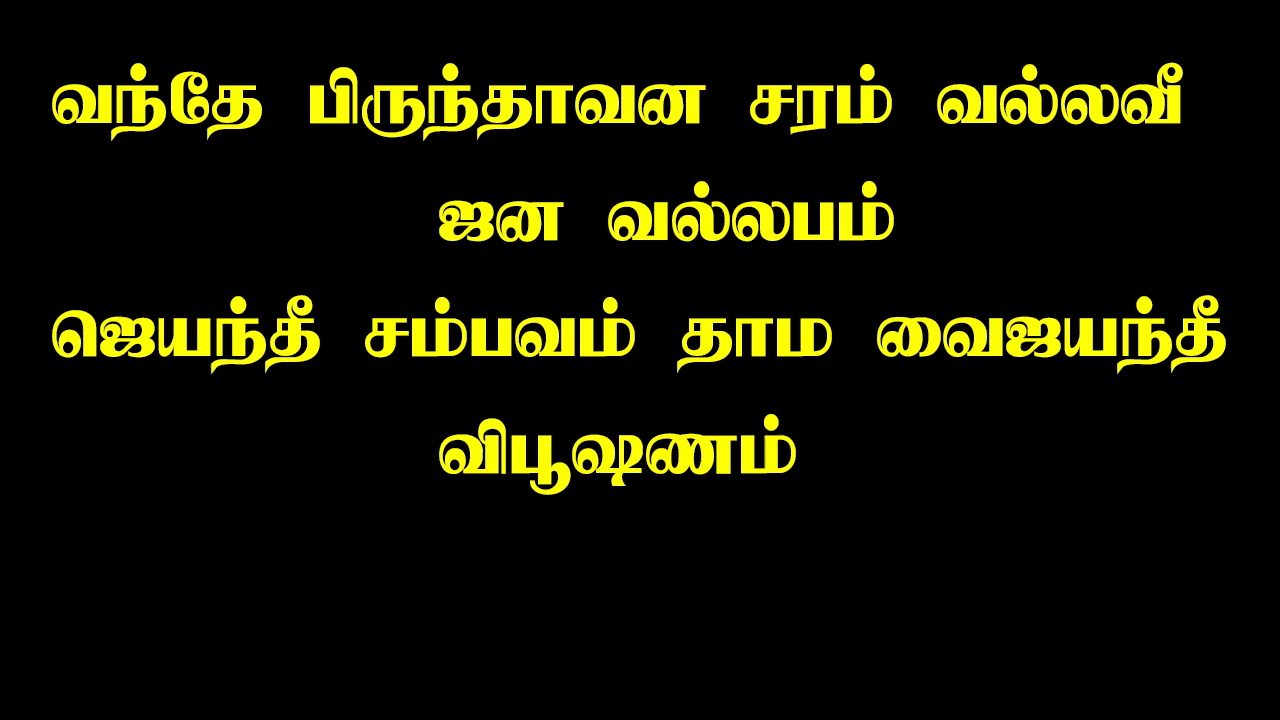 வந்தே பிருந்தாவன சரம் வல்லவீ
ஜன வல்லபம்
ஜெயந்தீ சம்பவம் தாம வைஜயந்தீ
விபூஷணம்